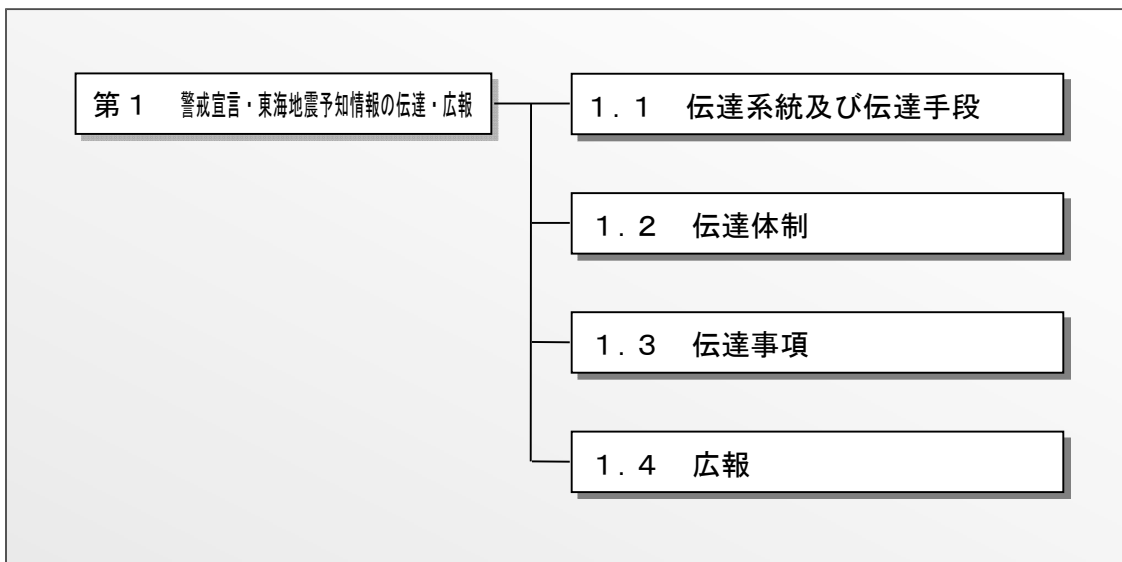 第１　警戒宣言・東海地震予知情報の伝達・広報
１．１　伝達系統及び伝達手段
１．２　伝達体制
１．３　伝達事項
１．４　広報